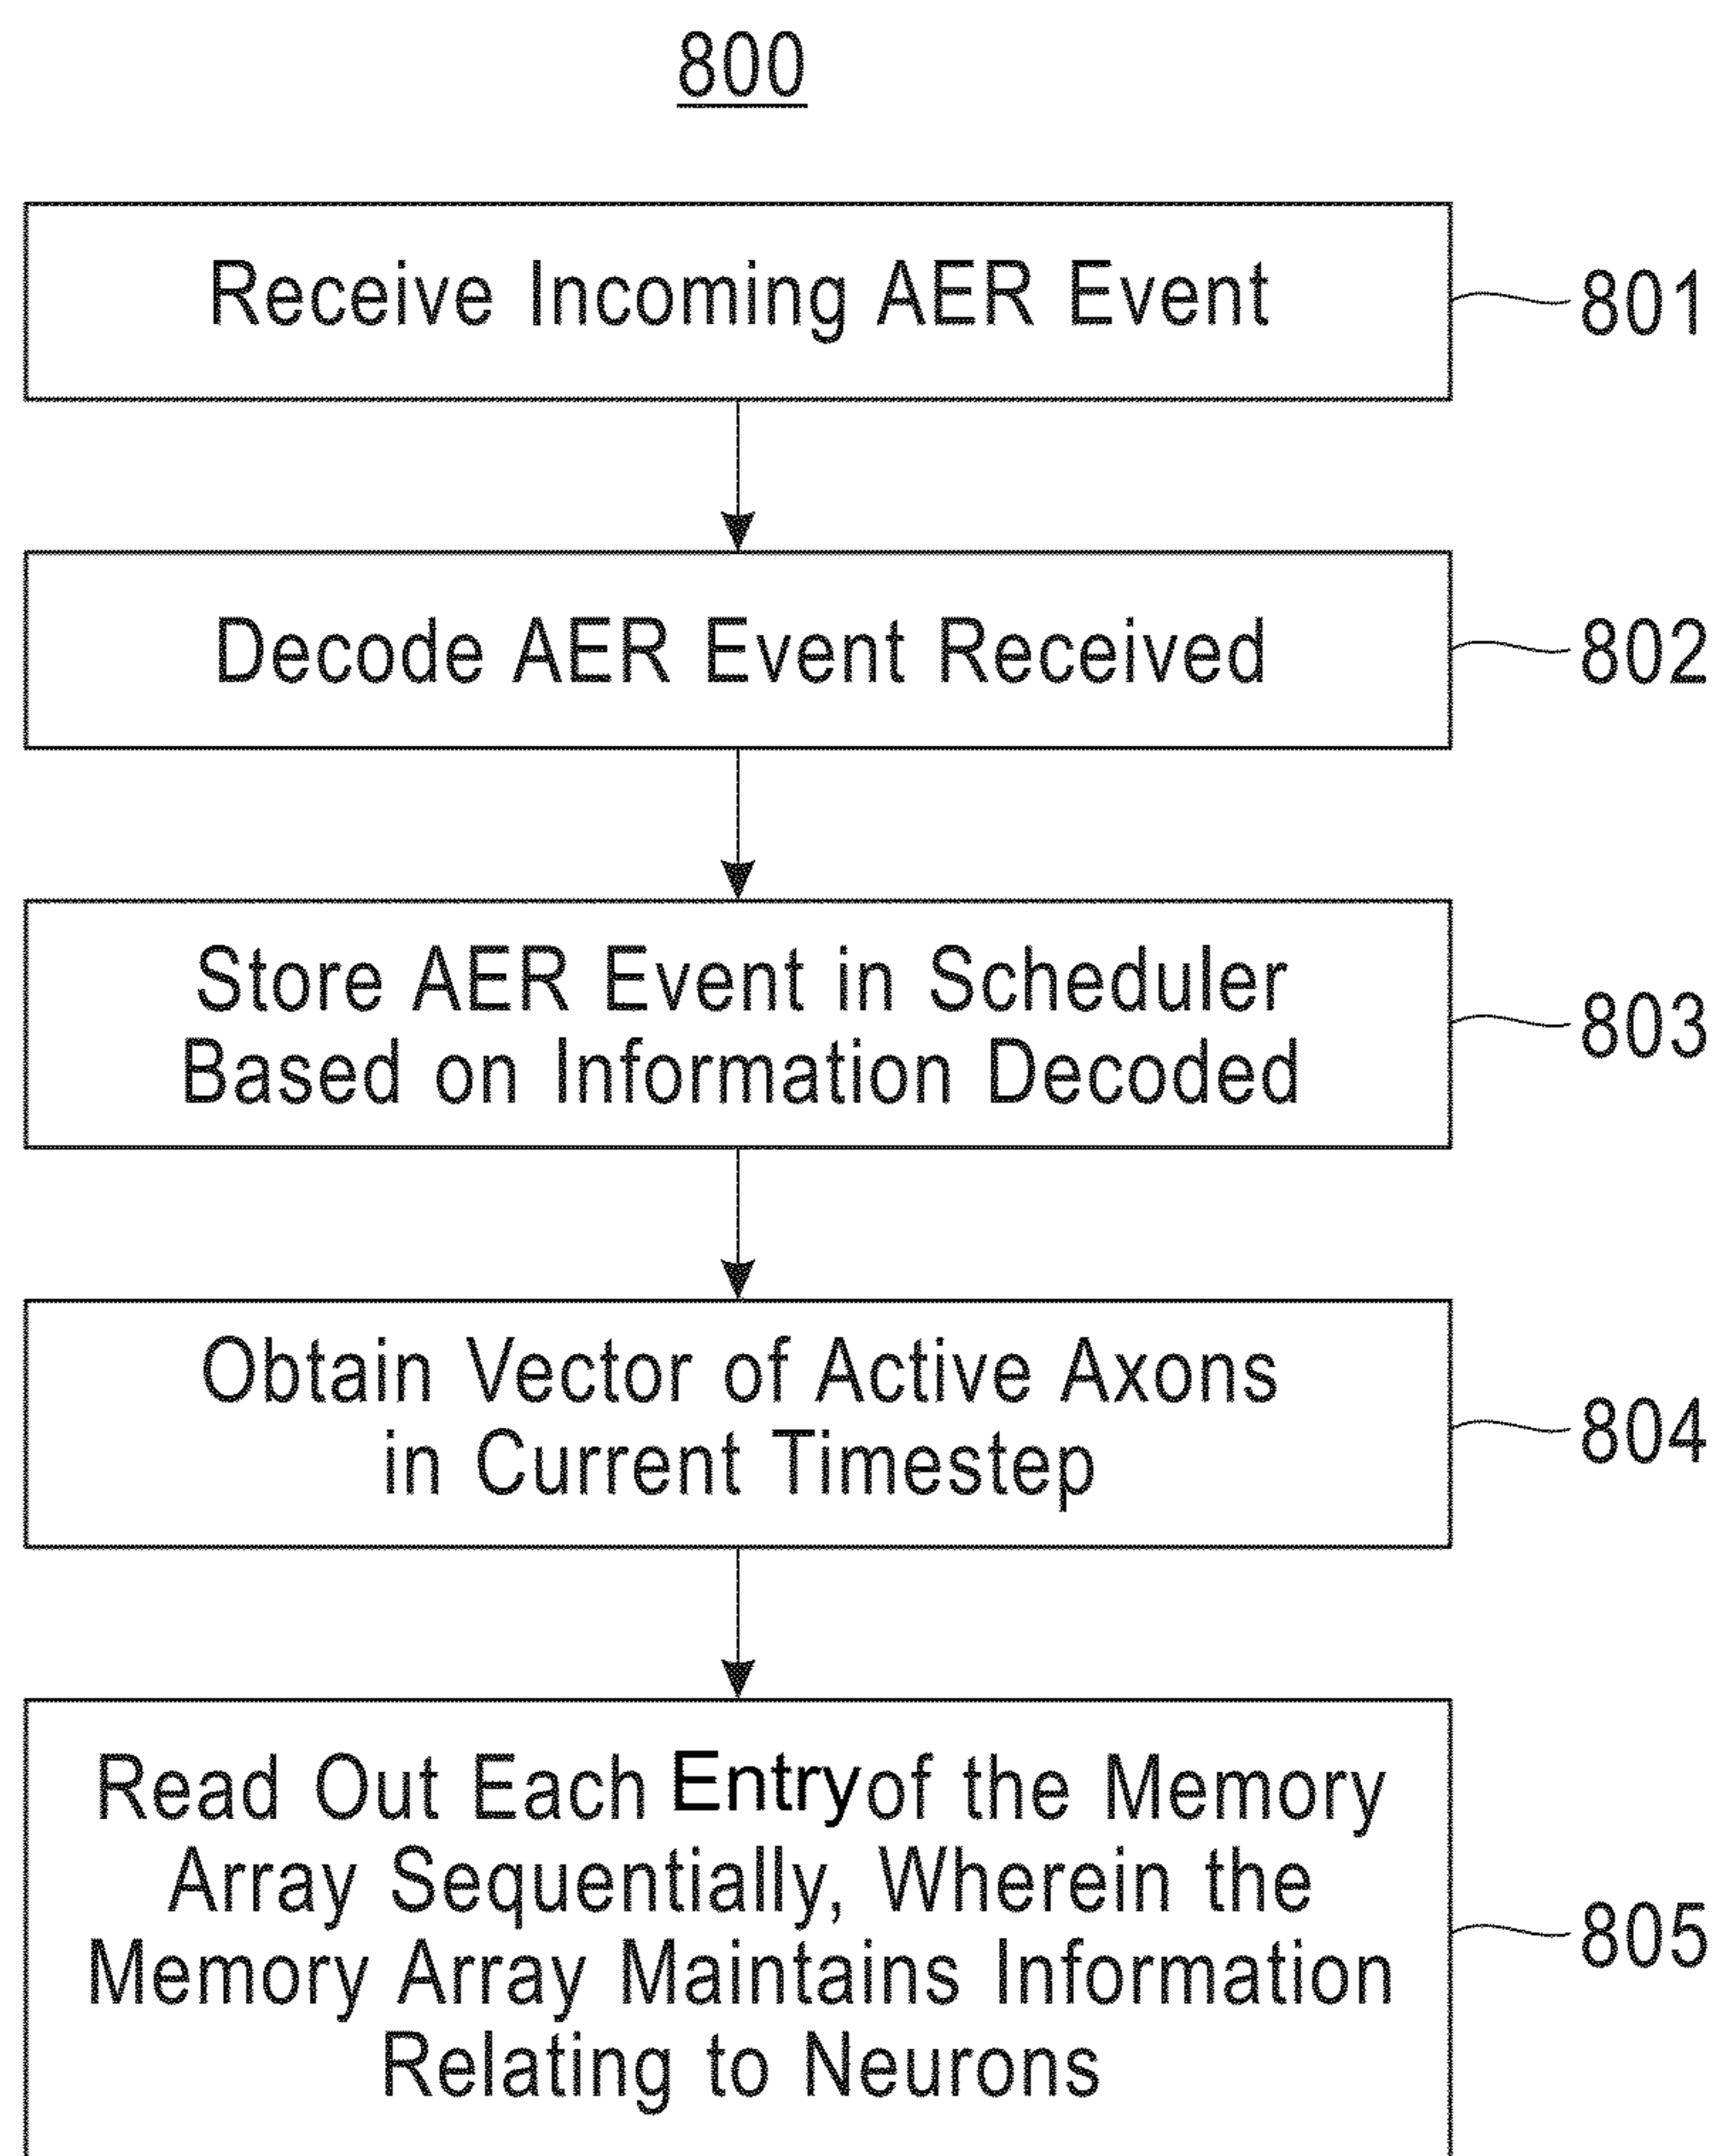 800
Receive Incoming AER Event
801
Decode AER Event Received
802
Store AER Event in Scheduler
Based on Information Decoded
803
Obtain Vector of Active Axons
in Current Timestep
804
Read Out Each Entry of the Memory
Array Sequentially, Wherein the
Memory Array Maintains Information
Relating to Neurons
805